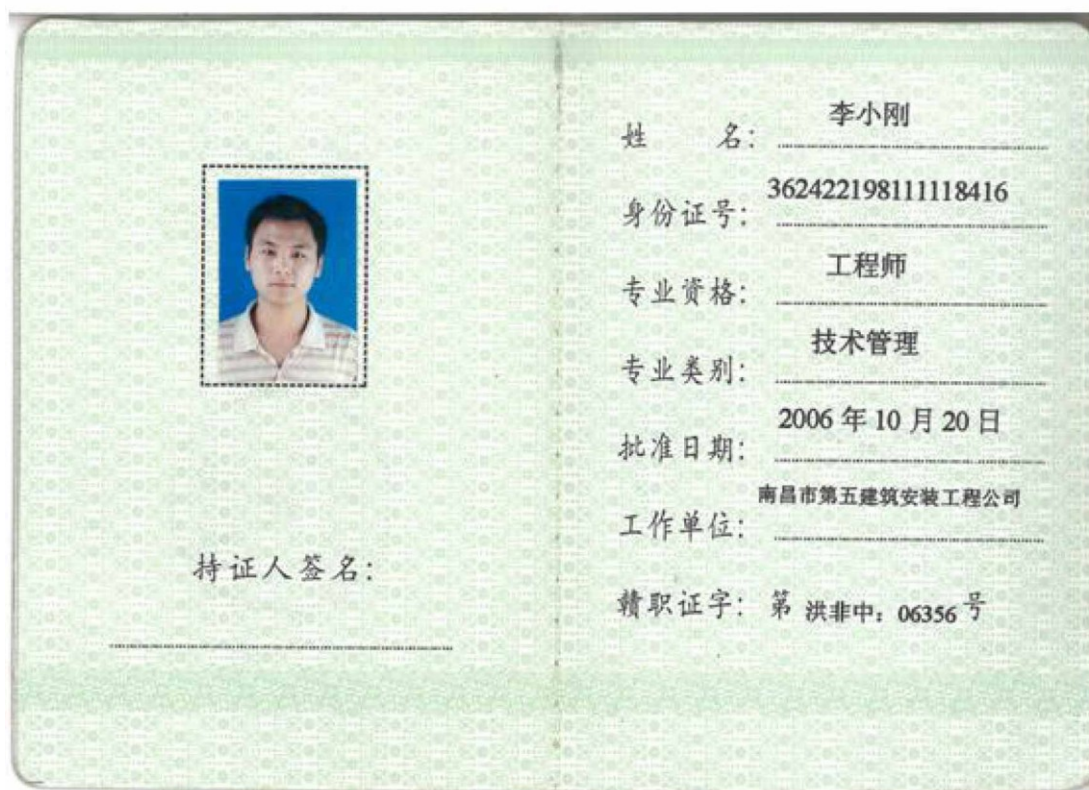 持证人签名:
姓 名: 李小刚
身份证号: 362422198111118416
专业资格: 工程师
专业类别: 技术管理
批准日期: 2006 年 10 月 20 日
工作单位: 南昌市第五建筑安装工程公司
赣职证字: 第 洪非中: 06356 号